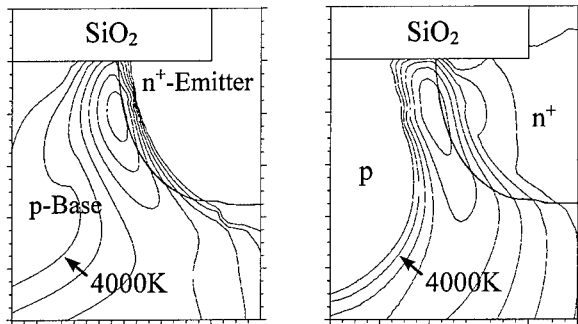 SiO₂
n⁺-Emitter
p-Base
4000K
SiO₂
n⁺
p
4000K